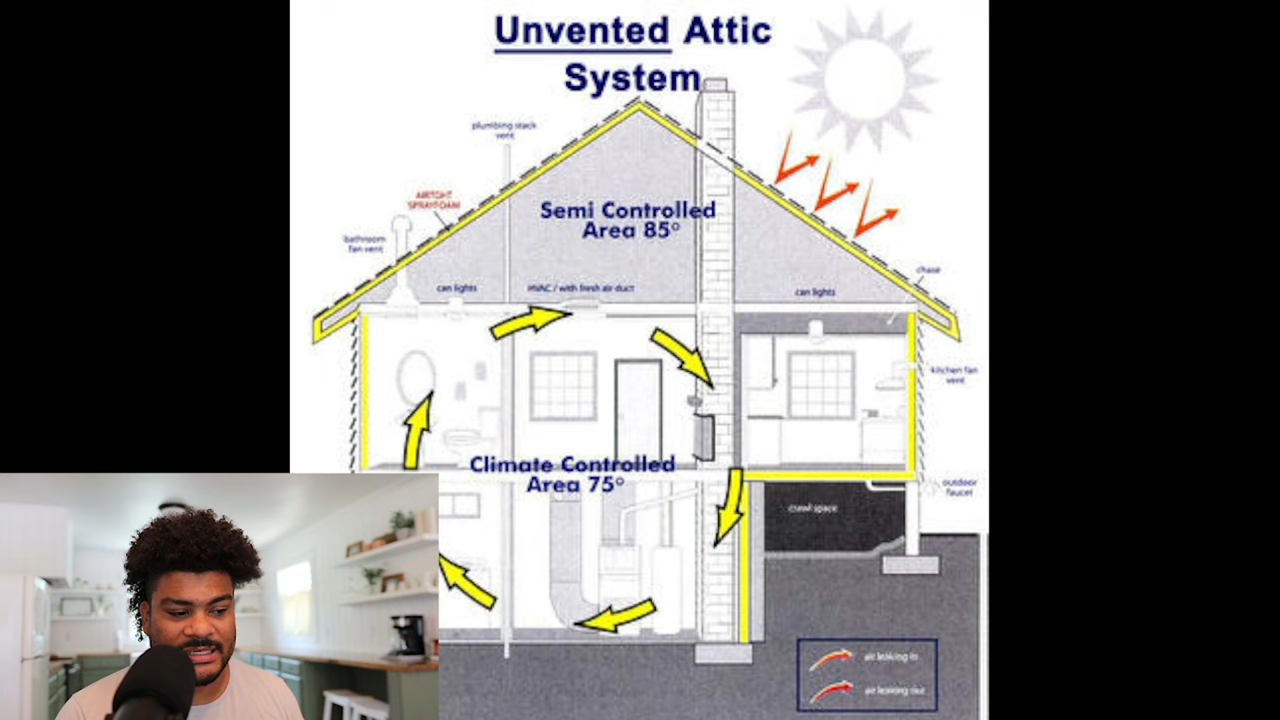 Unvented Attic
System
plumbing stack
vent
AIRTIGHT
SPRAYFOAM
Semi Controlled
Area 85°
bathroom
fan vent
chase
can lights
HVAC / with fresh air duct
can lights
kitchen fan
vent
Climate Controlled
Area 75°
outdoor
faucet
crawl space
air leaking in
air leaking out